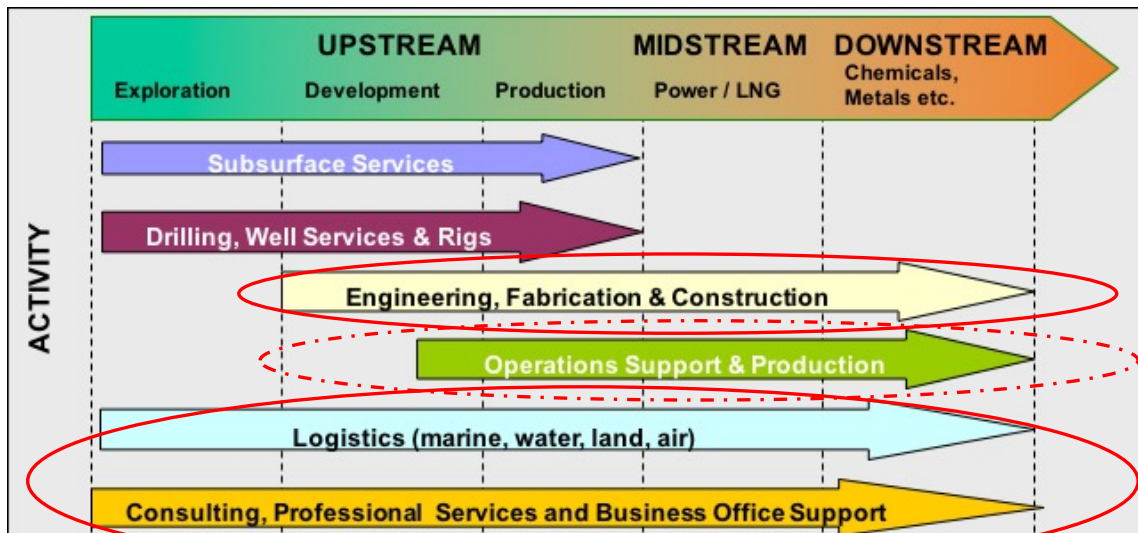 UPSTREAM MIDSTREAM DOWNSTREAM
Exploration Development Production Power / LNG Chemicals,
Metals etc.
ACTIVITY
Subsurface Services
Drilling, Well Services & Rigs
Engineering, Fabrication & Construction
Operations Support & Production
Logistics (marine, water, land, air)
Consulting, Professional Services and Business Office Support